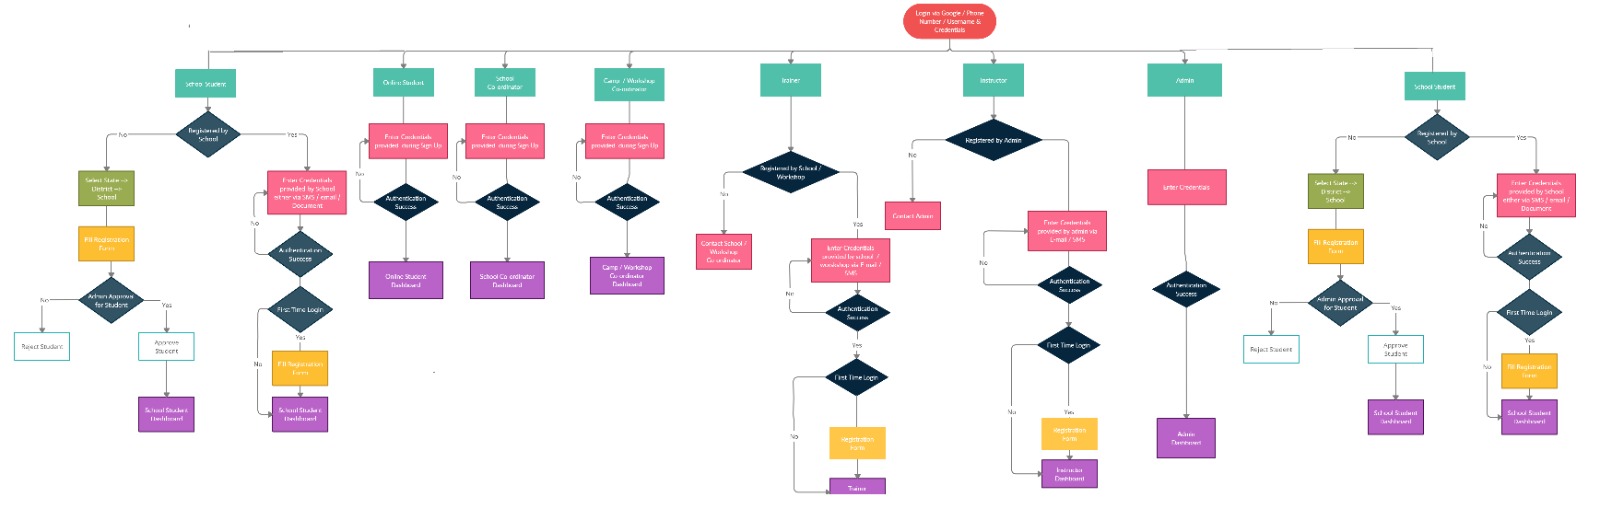 Login via Google / Phone
Number / Username &
Credentials
School Student
Online Student
School
Co-ordinator
Camp / Workshop
Co-ordinator
Trainer
Instructor
Admin
School Student
Registered by
School
No
Yes
Select State -->
District -->
School
Fill Registration
Form
Admin Approval
for Student
No
Yes
Reject Student
Approve
Student
School Student
Dashboard
Enter Credentials
provided by School
either via SMS / email /
Document
No
Authentication
Success
First Time Login
Yes
No
Fill Registration
Form
School Student
Dashboard
Enter Credentials
provided during Sign Up
No
Authentication
Success
Online Student
Dashboard
Enter Credentials
provided during Sign Up
No
Authentication
Success
School Co-ordinator
Dashboard
Enter Credentials
provided during Sign Up
No
Authentication
Success
Camp / Workshop
Co-ordinator
Dashboard
Registered by School /
Workshop
No
Yes
Contact School /
Workshop
Co-ordinator
Enter Credentials
provided by school /
workshop via E-mail /
SMS
No
Authentication
Success
Yes
First Time Login
No
Registration
Form
Trainer
Registered by Admin
No
Contact Admin
Enter Credentials
provided by admin via
E-mail / SMS
No
Authentication
Success
First Time Login
No
Yes
Registration
Form
Instructor
Dashboard
Enter Credentials
Authentication
Success
Admin
Dashboard
Registered by
School
No
Yes
Select State -->
District -->
School
Fill Registration
Form
Admin Approval
for Student
No
Yes
Reject Student
Approve
Student
School Student
Dashboard
Enter Credentials
provided by School
either via SMS / email /
Document
No
Authentication
Success
First Time Login
Yes
No
Fill Registration
Form
School Student
Dashboard